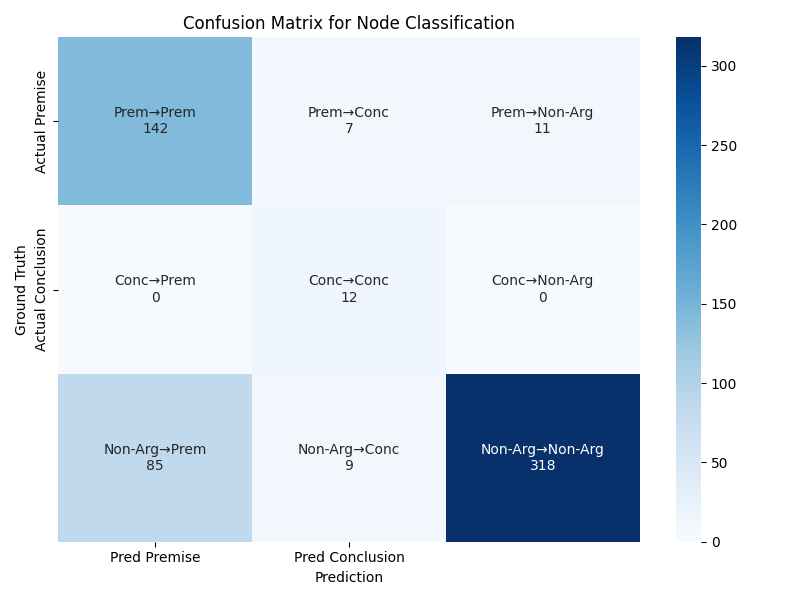 Confusion Matrix for Node Classification
Ground Truth
Actual Premise
Actual Conclusion
Prem→Prem
142
Prem→Conc
7
Prem→Non-Arg
11
Conc→Prem
0
Conc→Conc
12
Conc→Non-Arg
0
Non-Arg→Prem
85
Non-Arg→Conc
9
Non-Arg→Non-Arg
318
Pred Premise
Pred Conclusion
Prediction
300
250
200
150
100
50
0